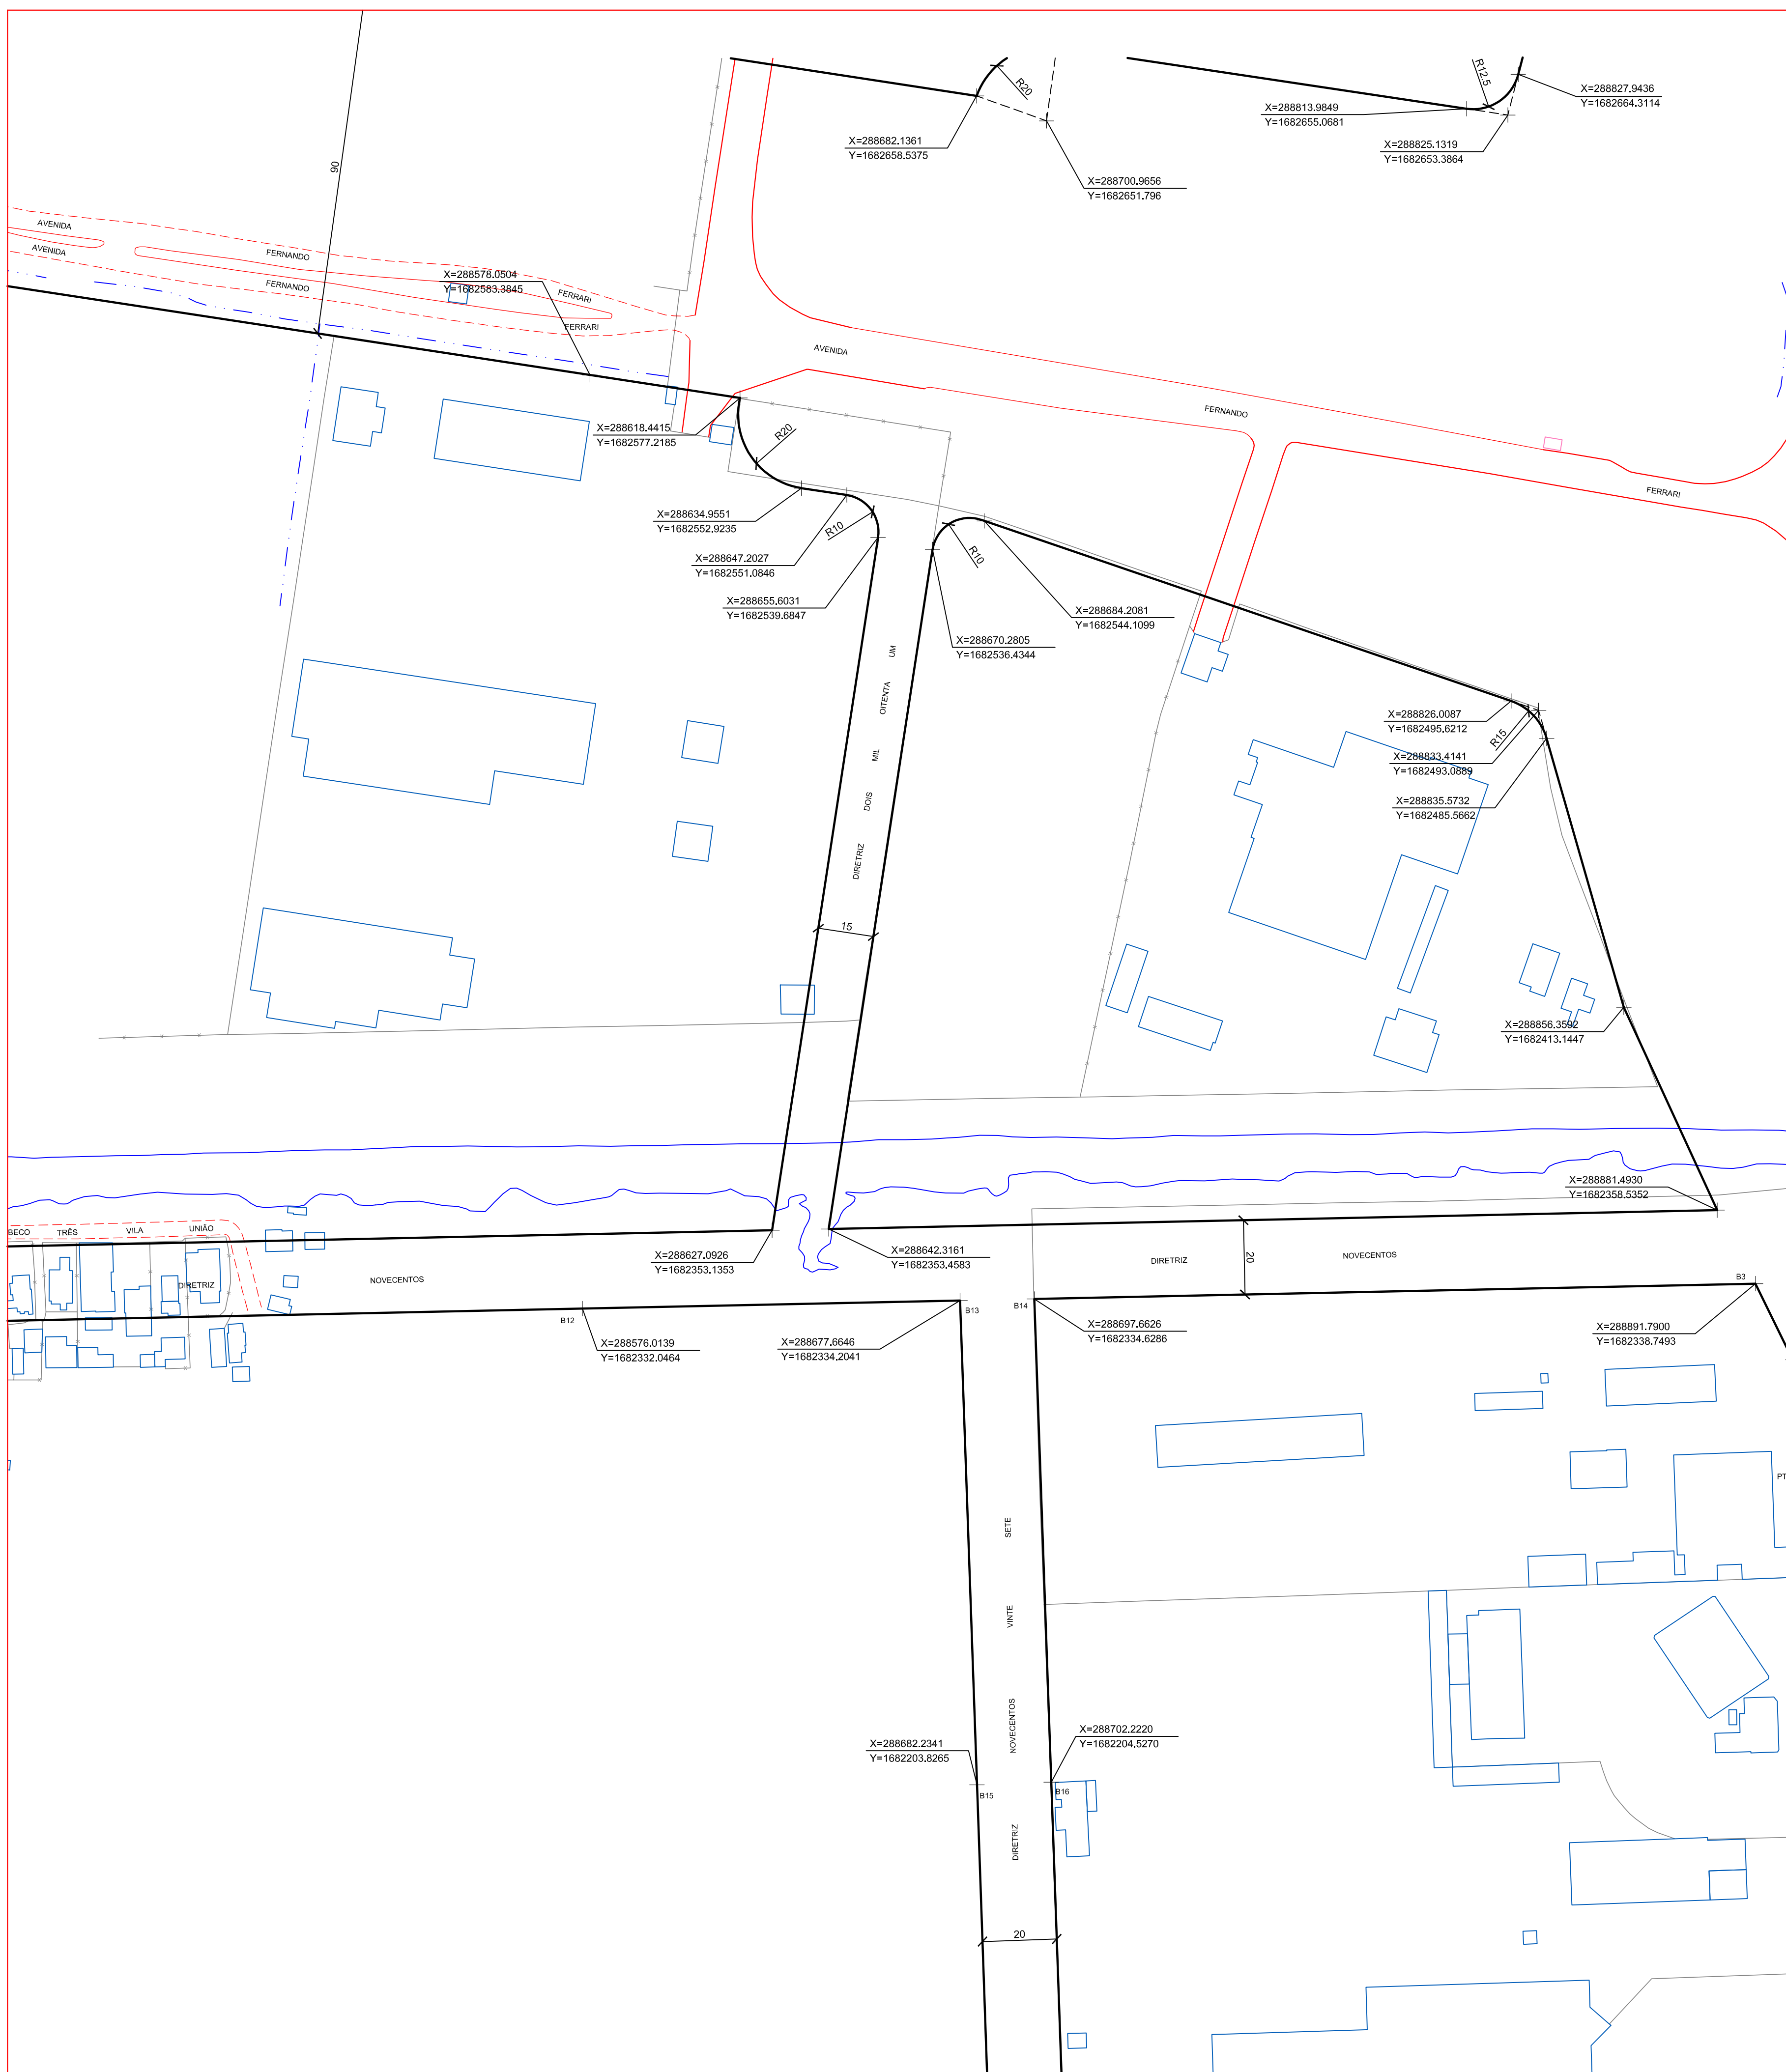 R20
R12.5
X=288827.9436
Y=1682664.3114
X=288813.9849
Y=1682655.0681
X=288682.1361
Y=1682658.5375
X=288825.1319
Y=1682653.3864
90
X=288700.9656
Y=1682651.796
AVENIDA
AVENIDA
FERNANDO
FERNANDO
X=288578.0504
Y=1682583.3845
FERRARI
FERRARI
AVENIDA
FERNANDO
FERRARI
X=288618.4415
Y=1682577.2185
R20
X=288634.9551
Y=1682552.9235
R10
R10
X=288647.2027
Y=1682551.0846
X=288655.6031
Y=1682539.6847
X=288684.2081
Y=1682544.1099
X=288670.2805
Y=1682536.4344
DIRETRIZ DOIS MIL OITENTA UM
X=288826.0087
Y=1682495.6212
R15
X=288833.4141
Y=1682493.0889
X=288835.5732
Y=1682485.5662
15
X=288856.3592
Y=1682413.1447
X=288881.4930
Y=1682358.5352
BECO TRÊS VILA UNIÃO
X=288627.0926
Y=1682353.1353
X=288642.3161
Y=1682353.4583
DIRETRIZ NOVECENTOS
20
DIRETRIZ NOVECENTOS
B3
B12
B13
B14
X=288576.0139
Y=1682332.0464
X=288677.6646
Y=1682334.2041
X=288697.6626
Y=1682334.6286
X=288891.7900
Y=1682338.7493
PT
DIRETRIZ NOVECENTOS VINTE SETE
X=288682.2341
Y=1682203.8265
X=288702.2220
Y=1682204.5270
B15
B16
20